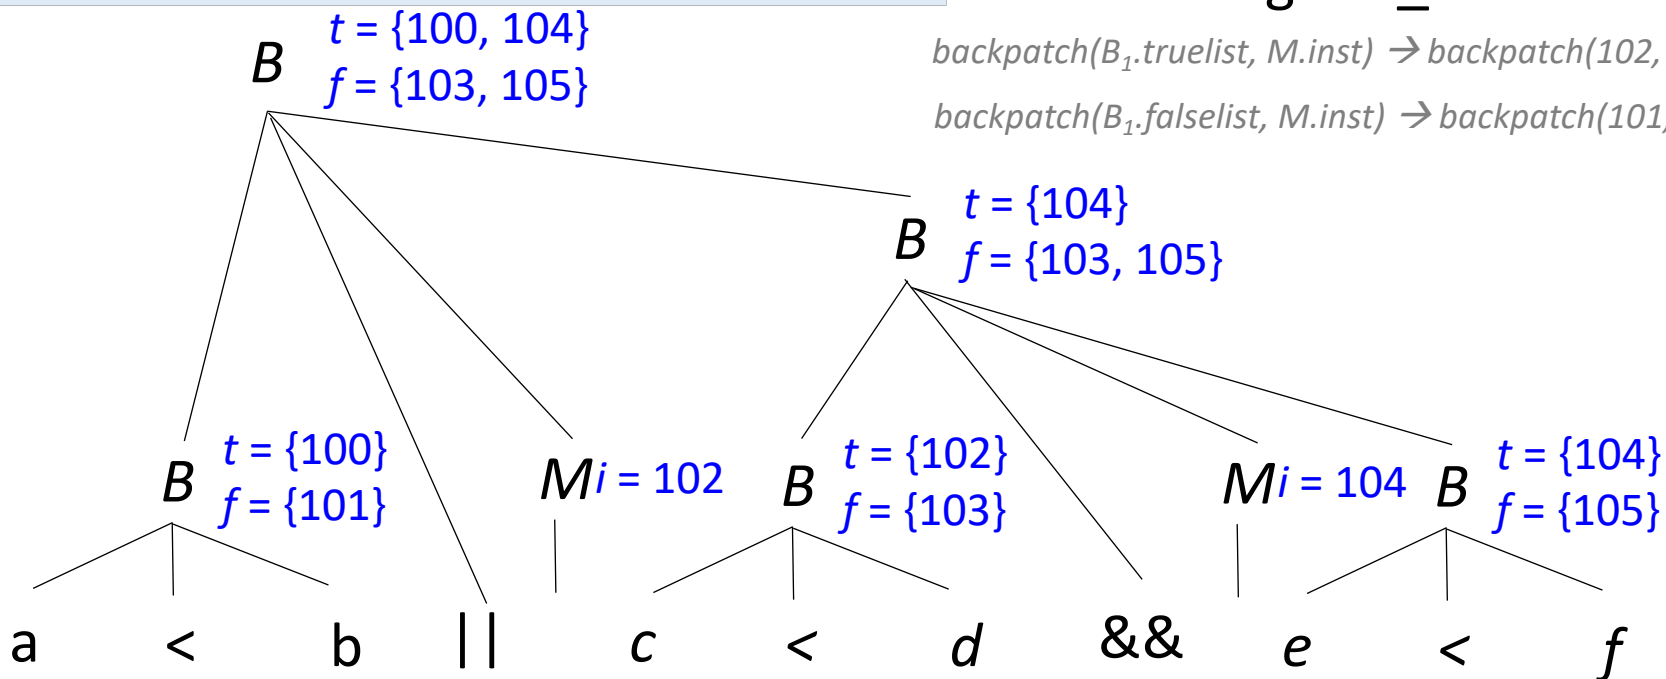 t = {100, 104}
B
f = {103, 105}
backpatch(B₁.truelist, M.inst) → backpatch(102,
backpatch(B₁.falselist, M.inst) → backpatch(101,
t = {104}
B
f = {103, 105}
t = {100}
B
f = {101}
M i = 102
t = {102}
B
f = {103}
M i = 104
t = {104}
B
f = {105}
a < b || c < d && e < f